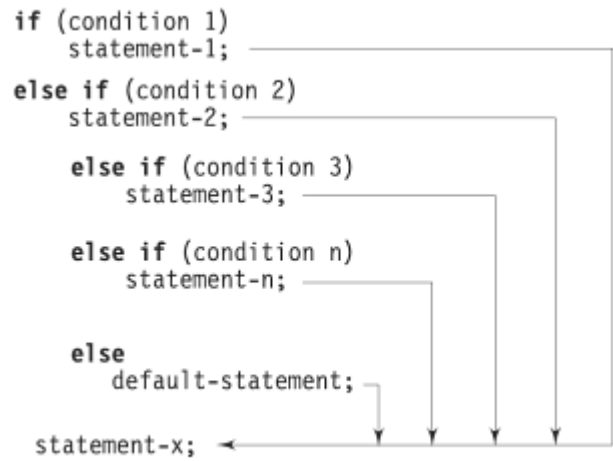 if (condition 1)
statement-1;
else if (condition 2)
statement-2;
else if (condition 3)
statement-3;
else if (condition n)
statement-n;
else
default-statement;
statement-x;